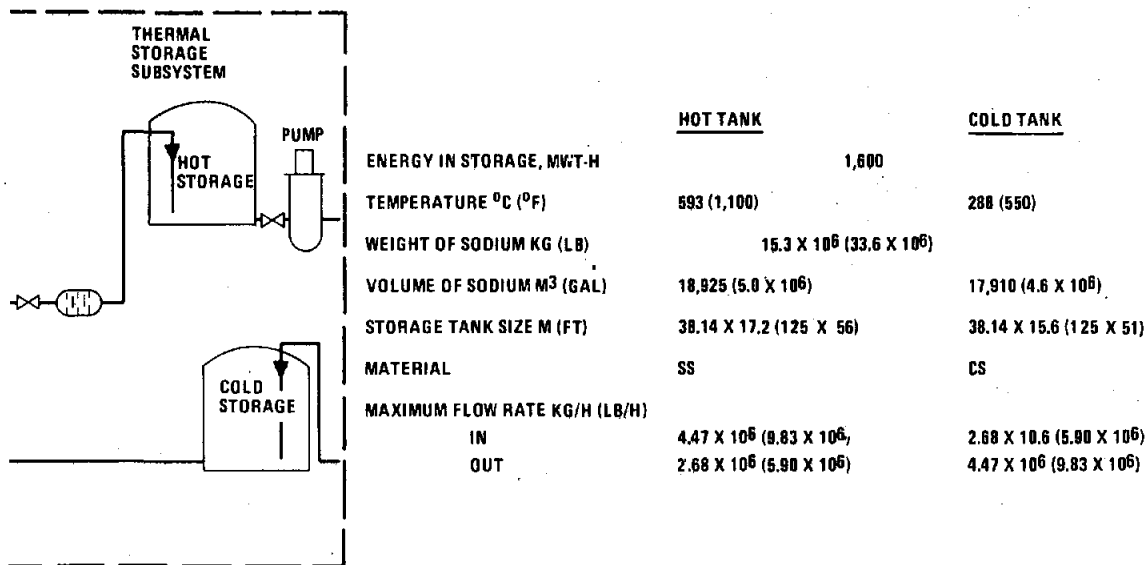 THERMAL
STORAGE
SUBSYSTEM
PUMP
HOT
STORAGE
COLD
STORAGE
HOT TANK COLD TANK
ENERGY IN STORAGE, MWT-H 1,600
TEMPERATURE ⁰C (⁰F) 593 (1,100) 288 (550)
WEIGHT OF SODIUM KG (LB) 15.3 X 10⁶ (33.6 X 10⁶)
VOLUME OF SODIUM M³ (GAL) 18,925 (5.0 X 10⁶) 17,910 (4.6 X 10⁶)
STORAGE TANK SIZE M (FT) 38.14 X 17.2 (125 X 56) 38.14 X 15.6 (125 X 51)
MATERIAL SS CS
MAXIMUM FLOW RATE KG/H (LB/H)
IN 4.47 X 10⁶ (9.83 X 10⁶) 2.68 X 10.6 (5.90 X 10⁶)
OUT 2.68 X 10⁶ (5.90 X 10⁶) 4.47 X 10⁶ (9.83 X 10⁶)